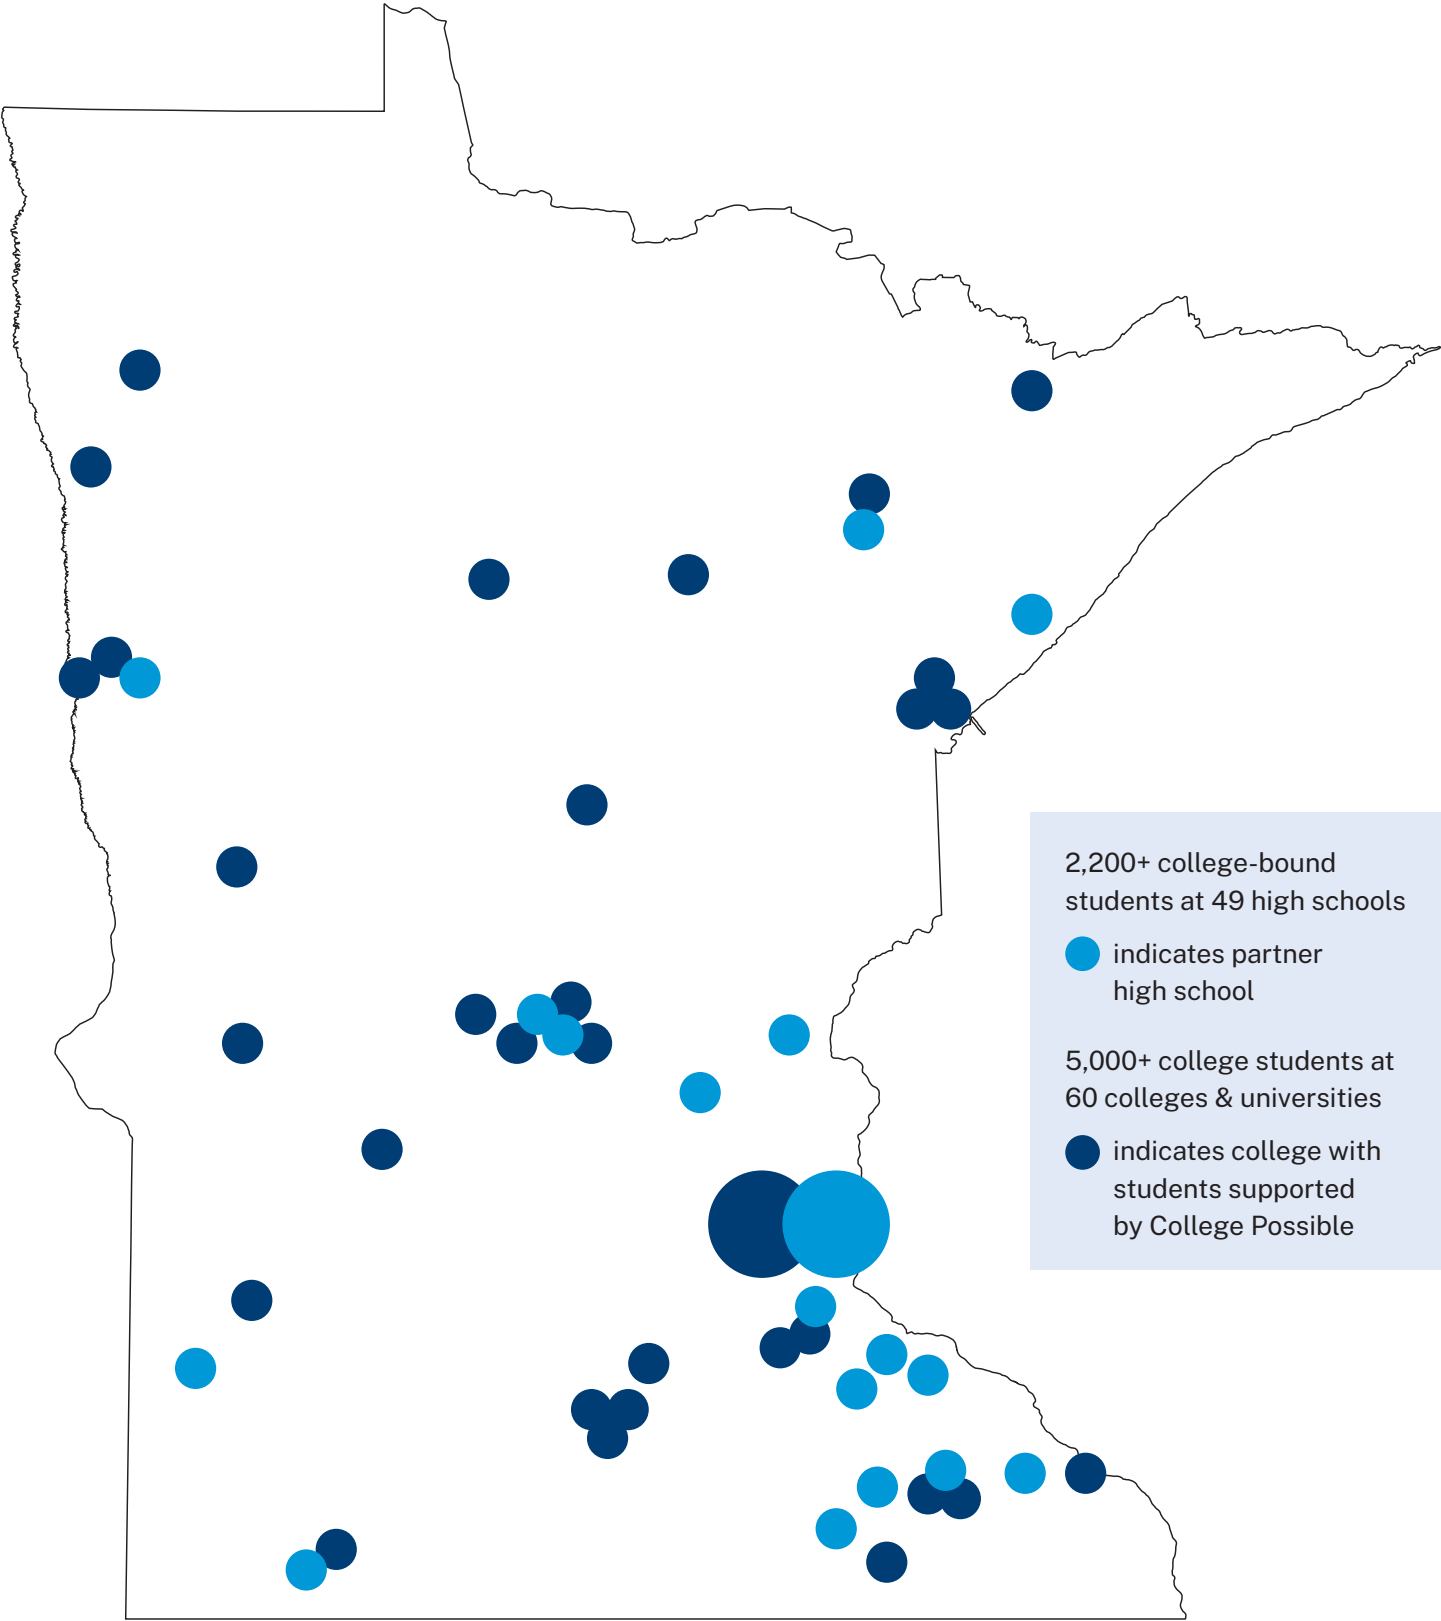 2,200+ college-bound
students at 49 high schools
indicates partner
high school
5,000+ college students at
60 colleges & universities
indicates college with
students supported
by College Possible